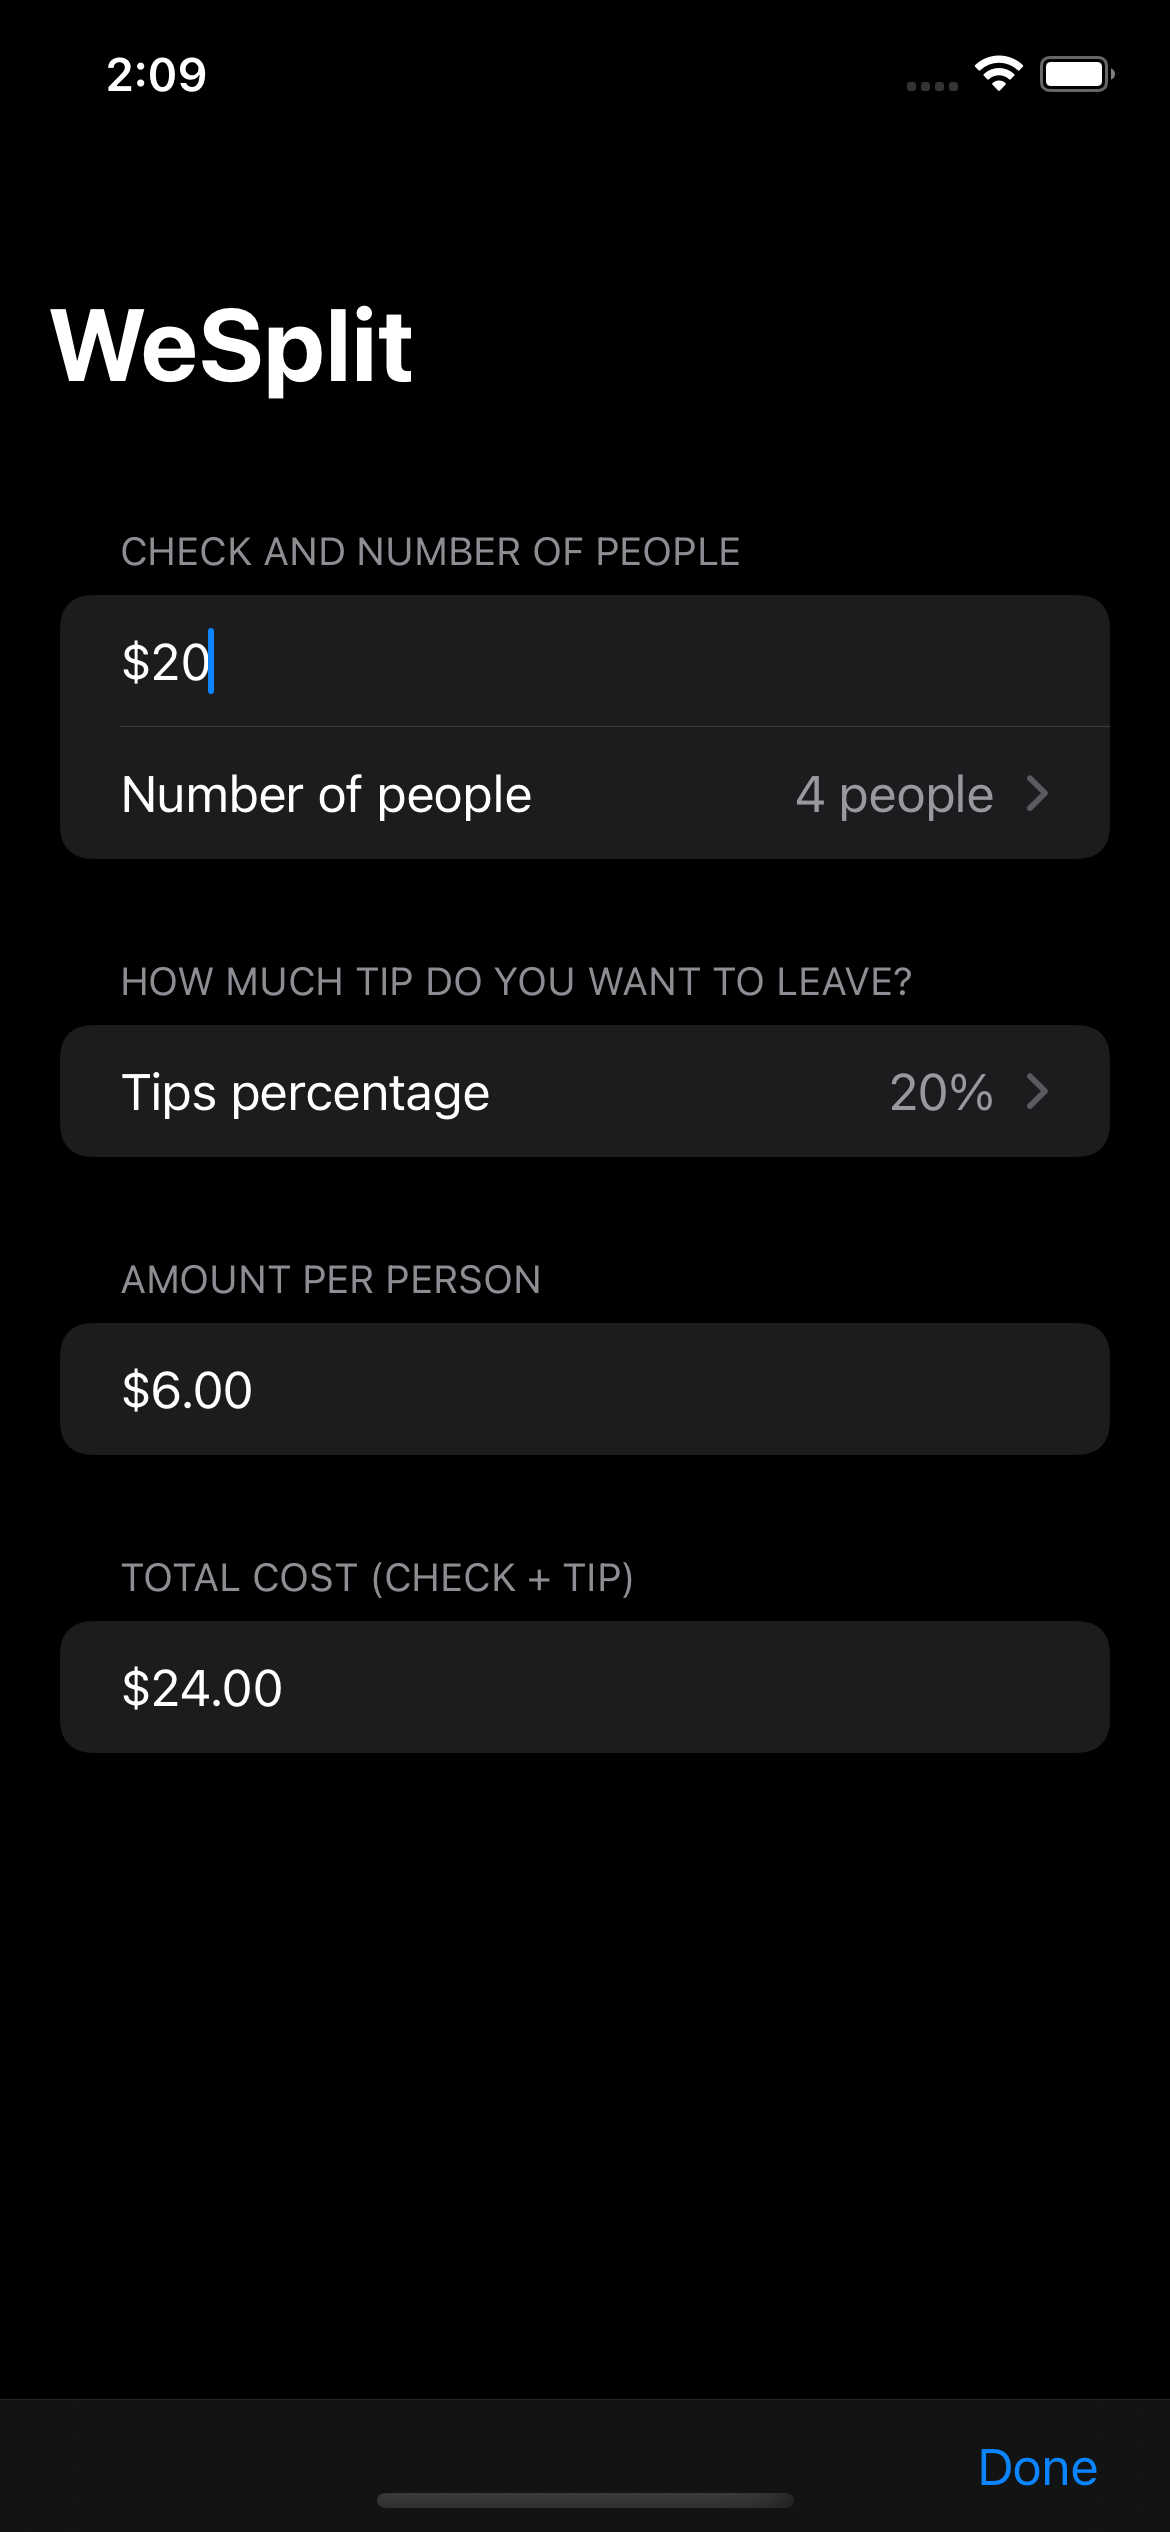 2:09
WeSplit
CHECK AND NUMBER OF PEOPLE
$20
Number of people 4 people
HOW MUCH TIP DO YOU WANT TO LEAVE?
Tips percentage 20%
AMOUNT PER PERSON
$6.00
TOTAL COST (CHECK + TIP)
$24.00
Done